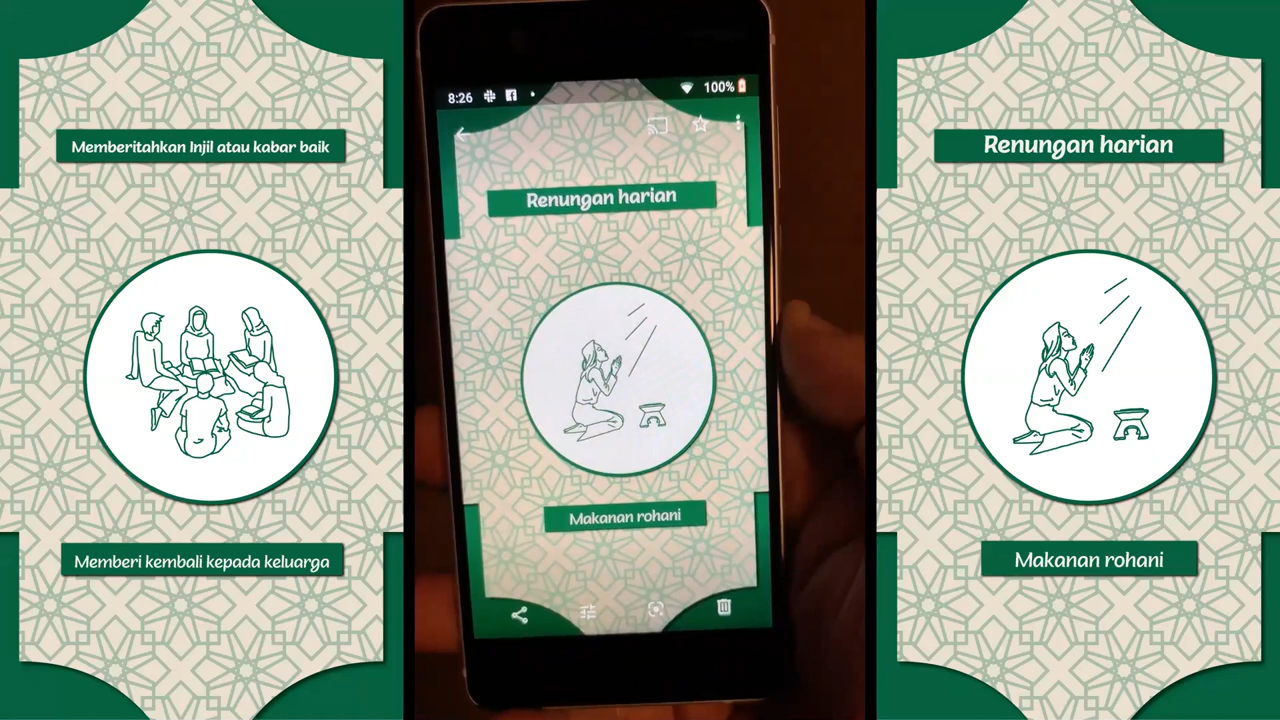 Memberitahkan Injil atau kabar baik
Memberi kembali kepada keluarga
8:26
100%
Renungan harian
Makanan rohani
Renungan harian
Makanan rohani